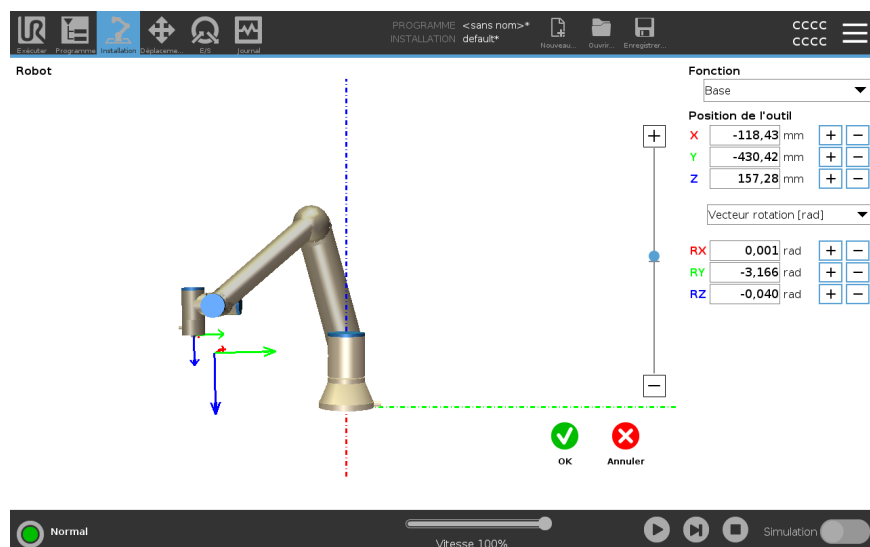 PROGRAMME <sans nom>*
INSTALLATION default*
Exécuter
Programme
Installation
Déplaceme...
E/S
Journal
Nouveau...
Ouvrir...
Enregistrer...
cccc
cccc
Robot
Fonction
Base
Position de l'outil
X -118,43 mm + −
Y -430,42 mm + −
Z 157,28 mm + −
Vecteur rotation [rad]
RX 0,001 rad + −
RY -3,166 rad + −
RZ -0,040 rad + −
+
−
OK
Annuler
Normal
Vitesse 100%
Simulation